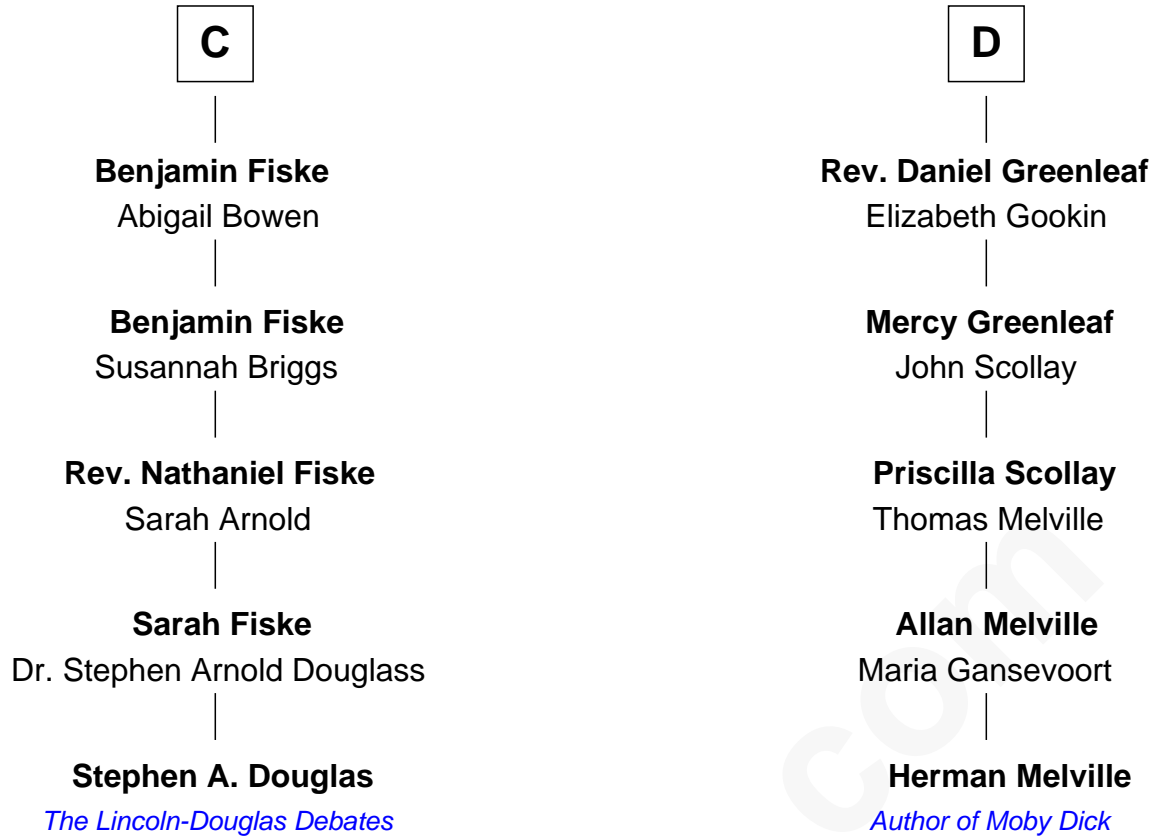 C
Benjamin Fiske
Abigail Bowen
Benjamin Fiske
Susannah Briggs
Rev. Nathaniel Fiske
Sarah Arnold
Sarah Fiske
Dr. Stephen Arnold Douglass
Stephen A. Douglas
The Lincoln-Douglas Debates
D
Rev. Daniel Greenleaf
Elizabeth Gookin
Mercy Greenleaf
John Scollay
Priscilla Scollay
Thomas Melville
Allan Melville
Maria Gansevoort
Herman Melville
Author of Moby Dick
com